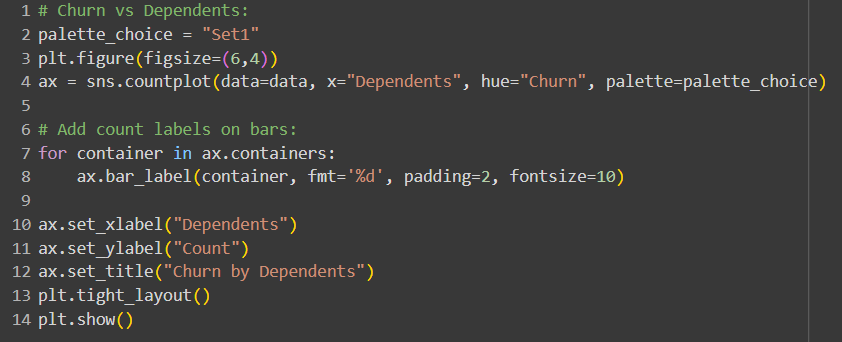 1 # Churn vs Dependents:
2 palette_choice = "Set1"
3 plt.figure(figsize=(6,4))
4 ax = sns.countplot(data=data, x="Dependents", hue="Churn", palette=palette_choice)
5
6 # Add count labels on bars:
7 for container in ax.containers:
8     ax.bar_label(container, fmt='%d', padding=2, fontsize=10)
9
10 ax.set_xlabel("Dependents")
11 ax.set_ylabel("Count")
12 ax.set_title("Churn by Dependents")
13 plt.tight_layout()
14 plt.show()